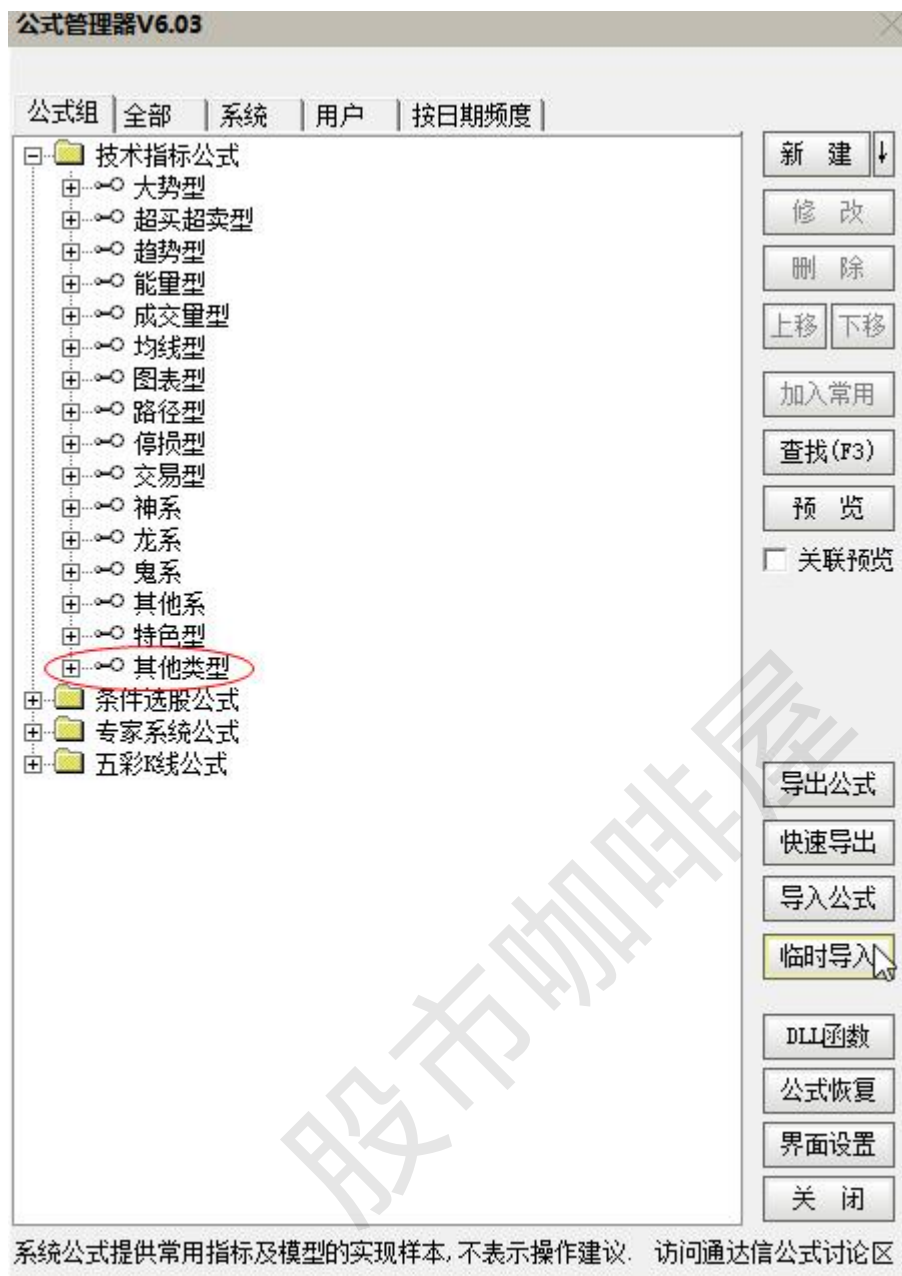 公式管理器V6.03
公式组 全部 系统 用户 按日期频度
技术指标公式
大势型
超买超卖型
趋势型
能量型
成交量型
均线型
图表型
路径型
停损型
交易型
神系
龙系
鬼系
其他系
特色型
其他类型
条件选股公式
专家系统公式
五彩K线公式
新 建
修 改
删 除
上移 下移
加入常用
查找(F3)
预 览
关联预览
导出公式
快速导出
导入公式
临时导入
DLL函数
公式恢复
界面设置
关 闭
股市咖啡屋
系统公式提供常用指标及模型的实现样本,不表示操作建议. 访问通达信公式讨论区